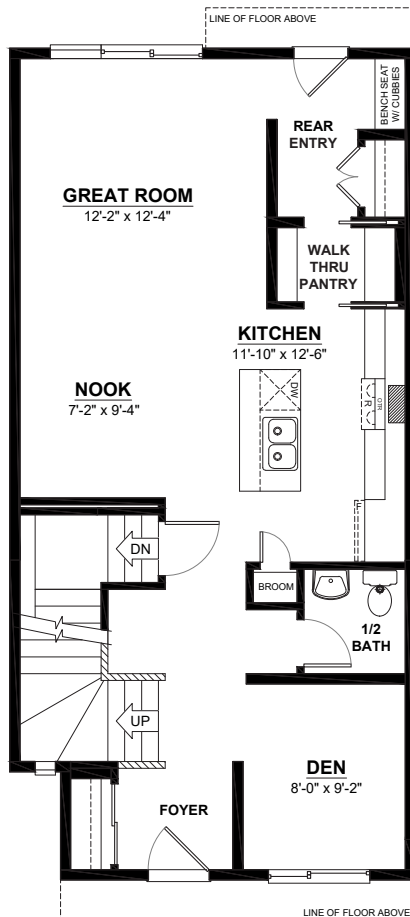 LINE OF FLOOR ABOVE
BENCH SEAT
W/ CUBBIES
REAR
ENTRY
GREAT ROOM
12'-2" x 12'-4"
WALK
THRU
PANTRY
KITCHEN
11'-10" x 12'-6"
NOOK
7'-2" x 9'-4"
DW
R
OTR
F
DN
BROOM
1/2
BATH
UP
DEN
8'-0" x 9'-2"
FOYER
LINE OF FLOOR ABOVE